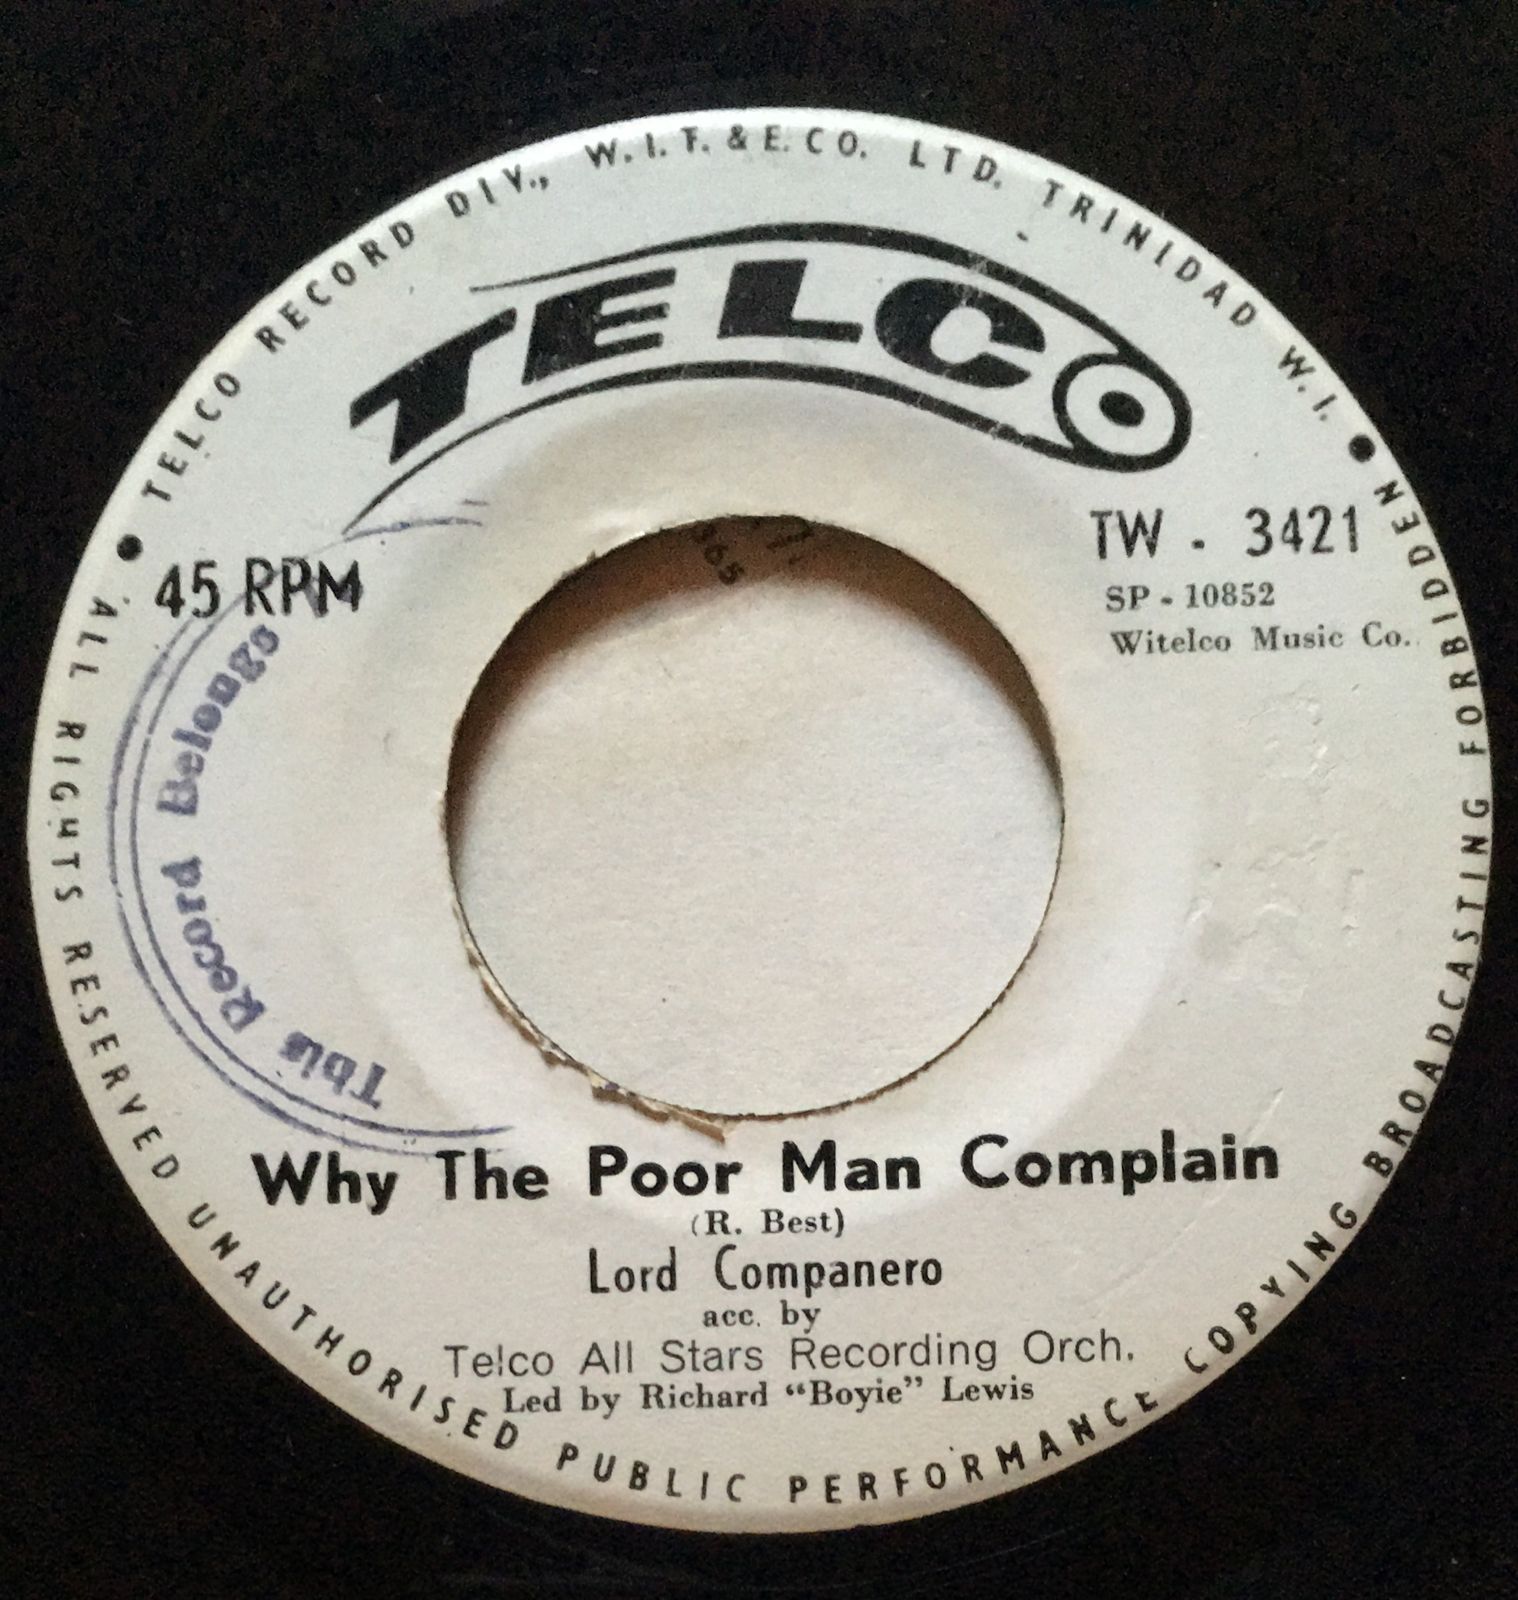 TELCO RECORD DIV., W.I.T. & E. CO. LTD. TRINIDAD W.I.
TELCO
45 RPM
TW - 3421
SP - 10852
Witelco Music Co.
This Record Belongs
365
Why The Poor Man Complain
(R. Best)
Lord Companero
acc. by
Telco All Stars Recording Orch.
Led by Richard “Boyie” Lewis
ALL RIGHTS RESERVED UNAUTHORISED PUBLIC PERFORMANCE COPYING BROADCASTING FORBIDDEN